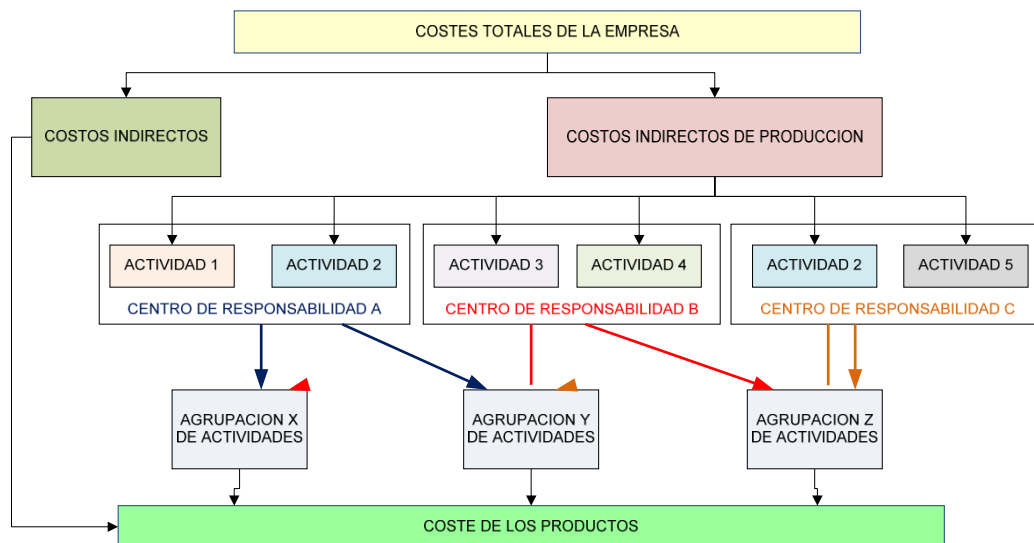 COSTES TOTALES DE LA EMPRESA
COSTOS INDIRECTOS
COSTOS INDIRECTOS DE PRODUCCION
ACTIVIDAD 1
ACTIVIDAD 2
CENTRO DE RESPONSABILIDAD A
ACTIVIDAD 3
ACTIVIDAD 4
CENTRO DE RESPONSABILIDAD B
ACTIVIDAD 2
ACTIVIDAD 5
CENTRO DE RESPONSABILIDAD C
AGRUPACION X
DE ACTIVIDADES
AGRUPACION Y
DE ACTIVIDADES
AGRUPACION Z
DE ACTIVIDADES
COSTE DE LOS PRODUCTOS